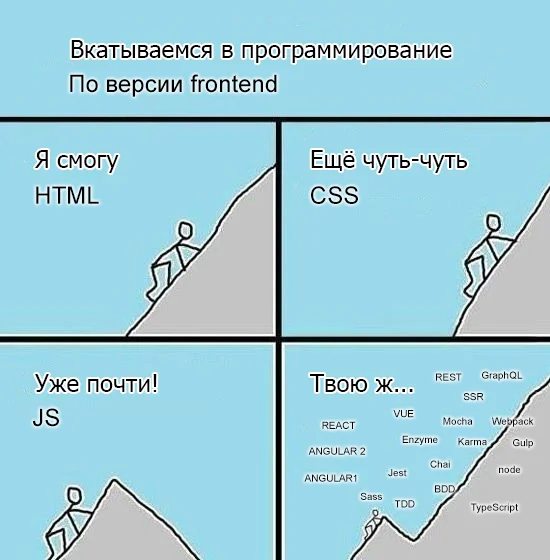 Вкатываемся в программирование
По версии frontend
Я смогу
HTML
Ещё чуть-чуть
CSS
Уже почти!
JS
Твою ж...
REST
GraphQL
SSR
VUE
REACT
Mocha
Webpack
Enzyme
Karma
Gulp
ANGULAR 2
Chai
Jest
node
ANGULAR1
BDD
Sass
TDD
TypeScript